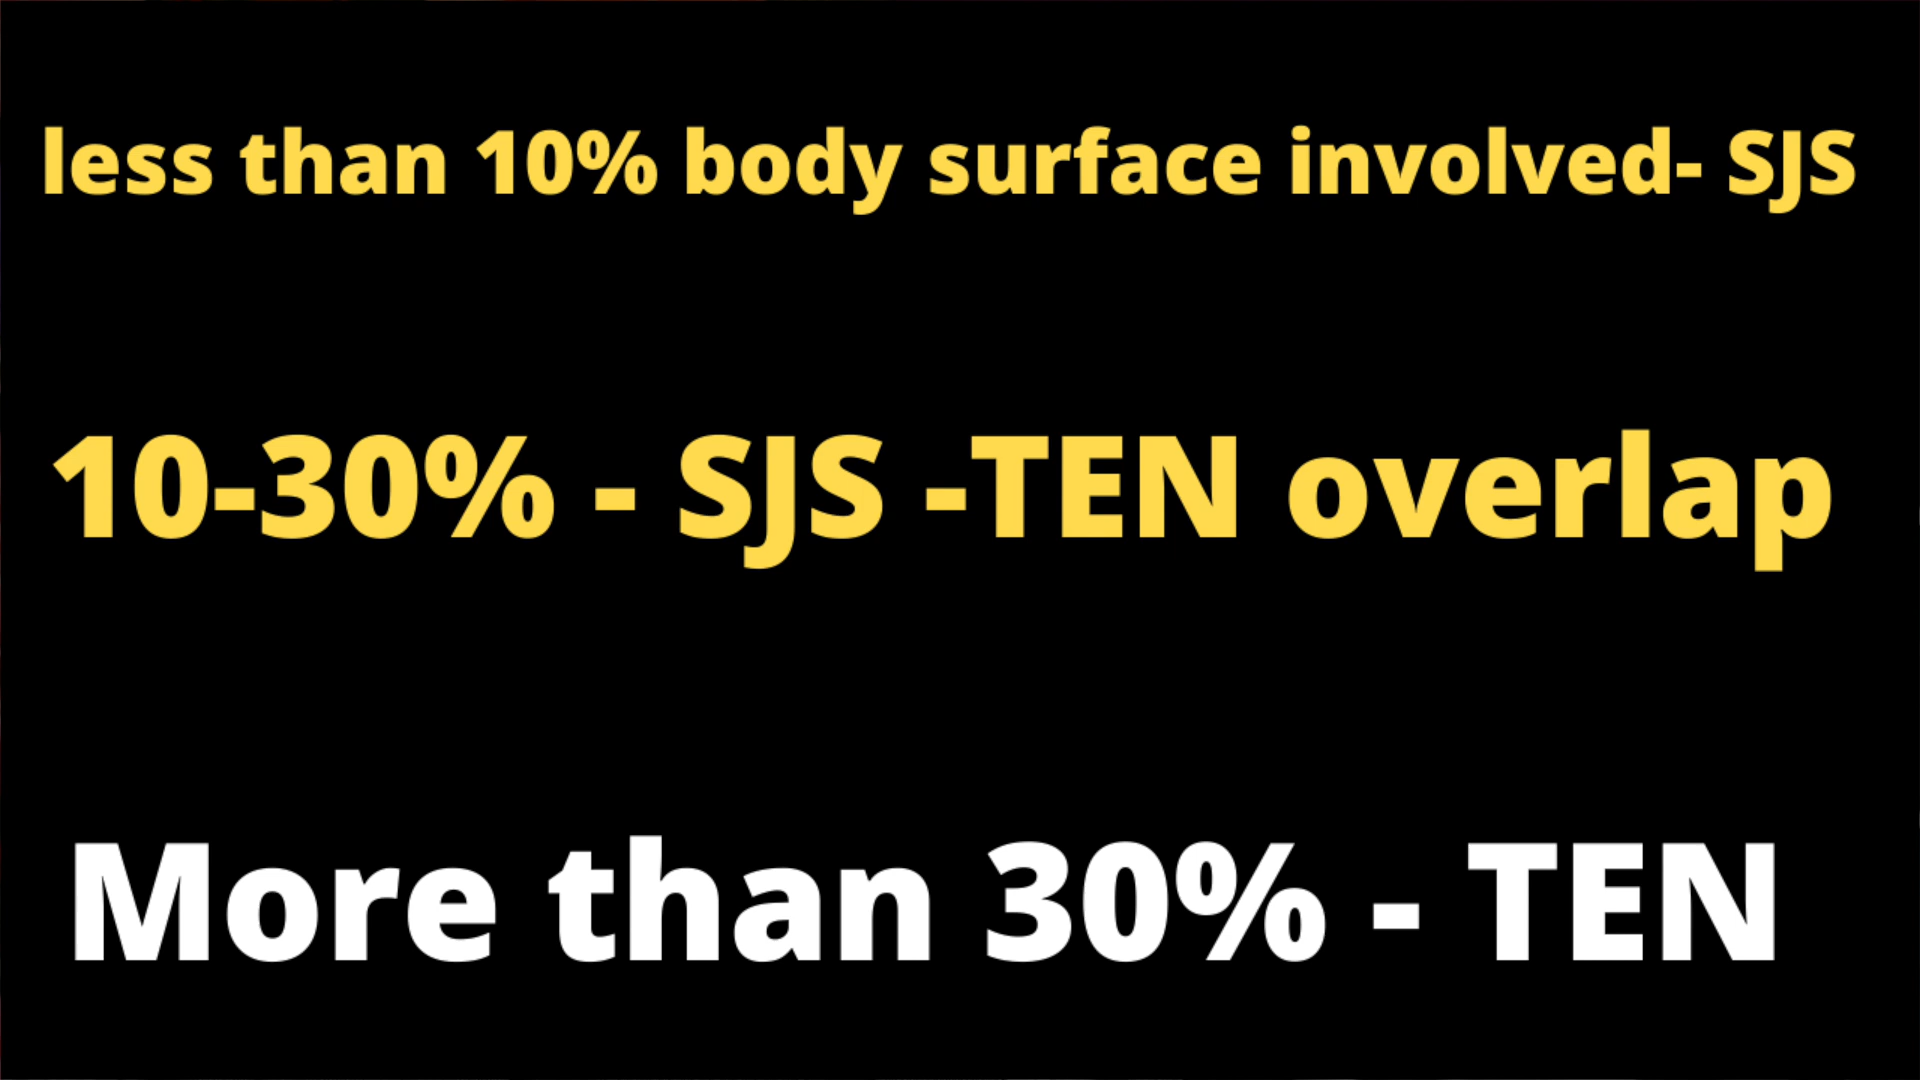 less than 10% body surface involved- SJS
10-30% - SJS -TEN overlap
More than 30% - TEN